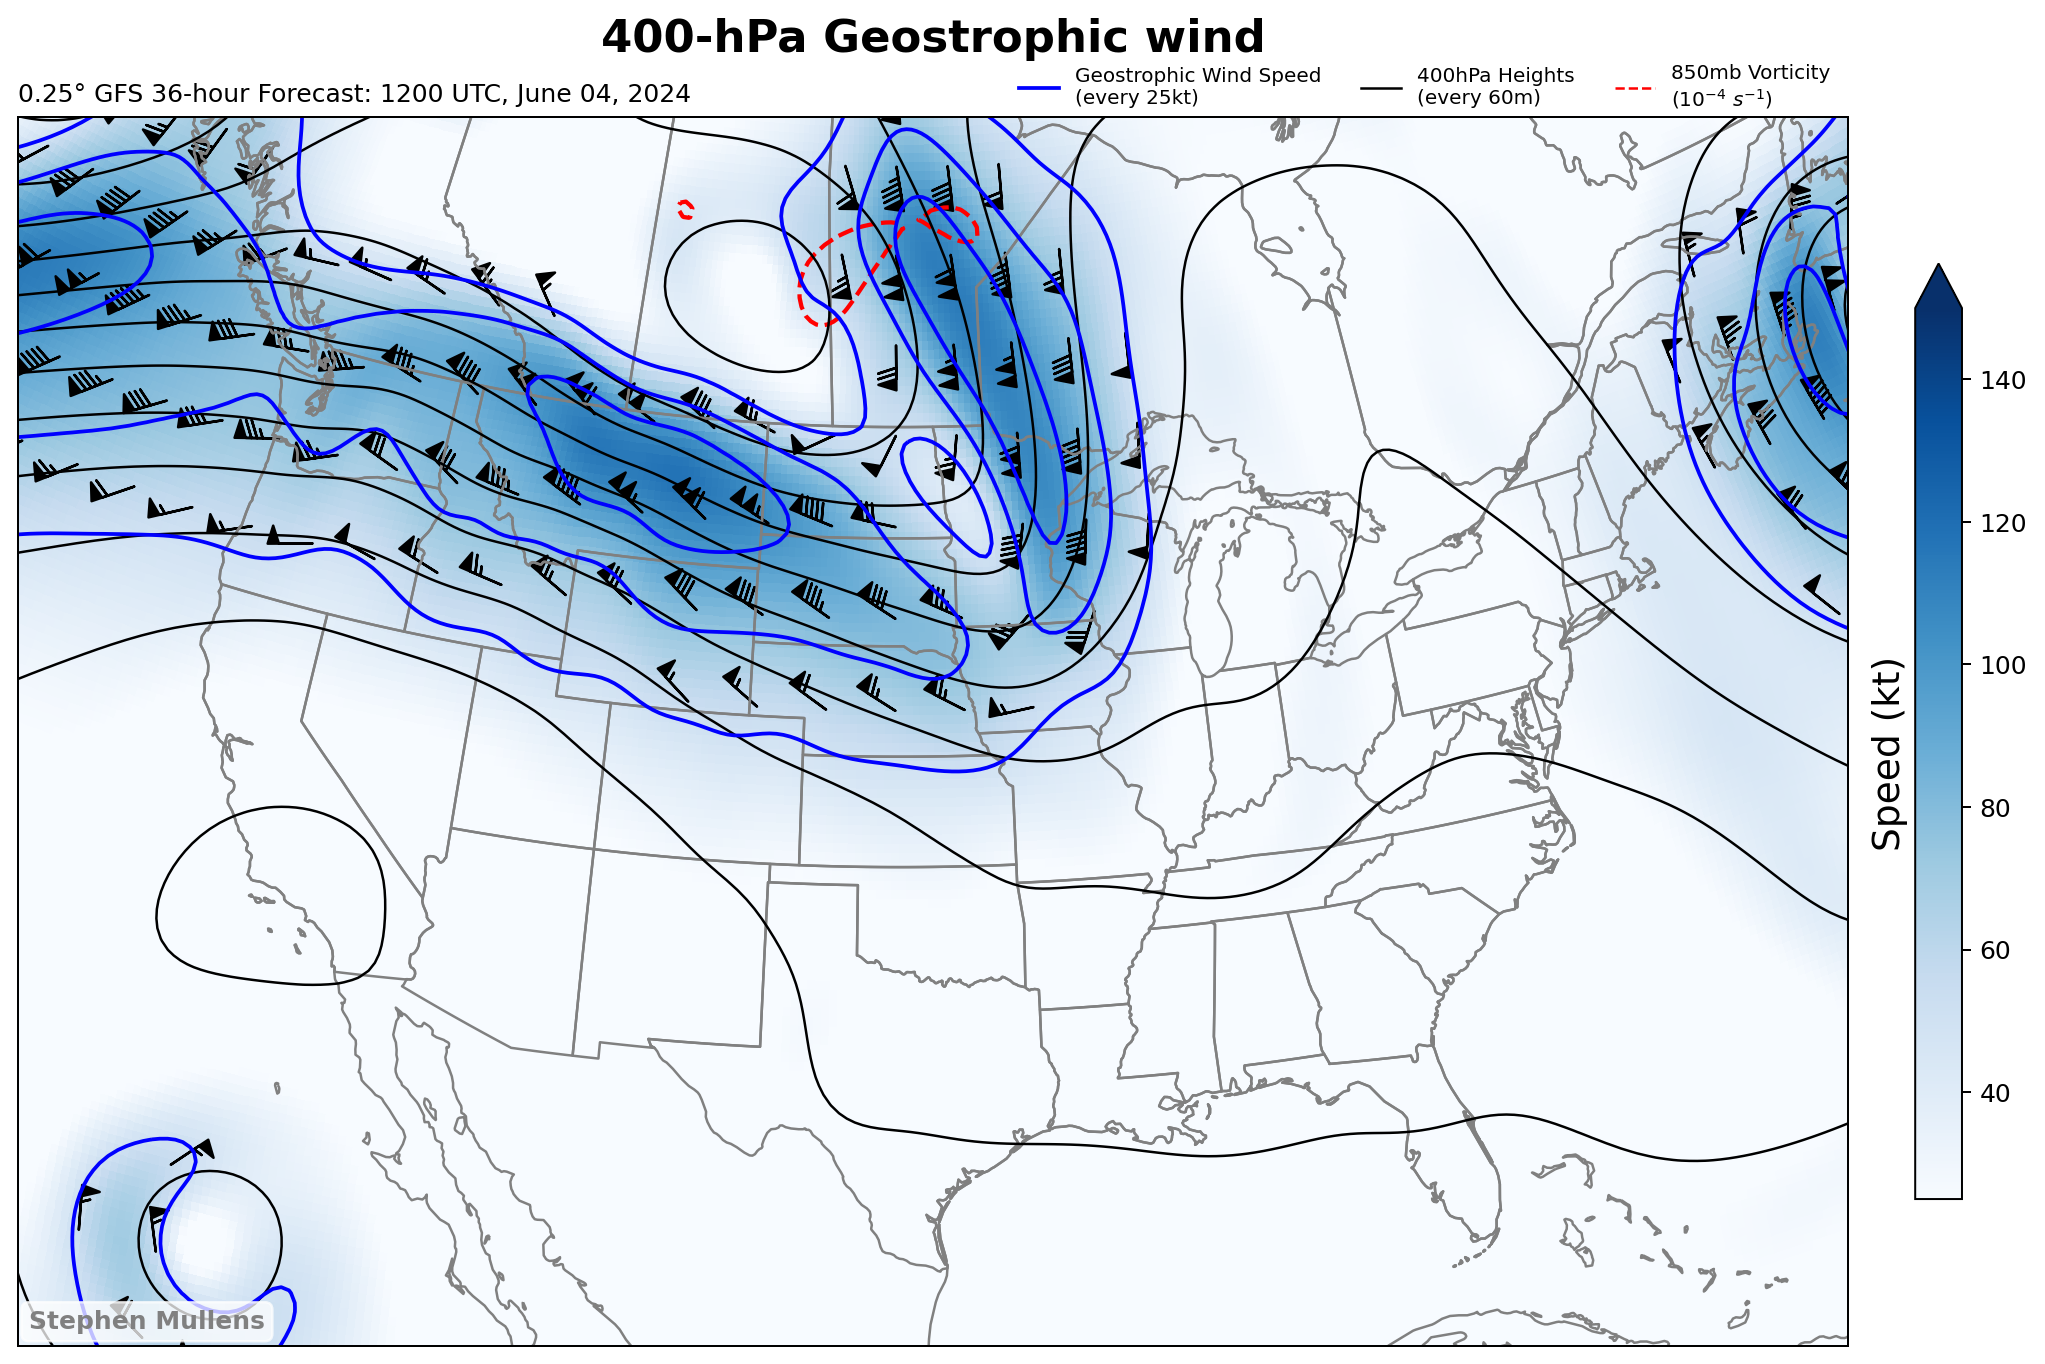 400-hPa Geostrophic wind
0.25° GFS 36-hour Forecast: 1200 UTC, June 04, 2024
Geostrophic Wind Speed
(every 25kt)
400hPa Heights
(every 60m)
850mb Vorticity
(10⁻⁴ s⁻¹)
140
120
100
80
60
40
Speed (kt)
Stephen Mullens